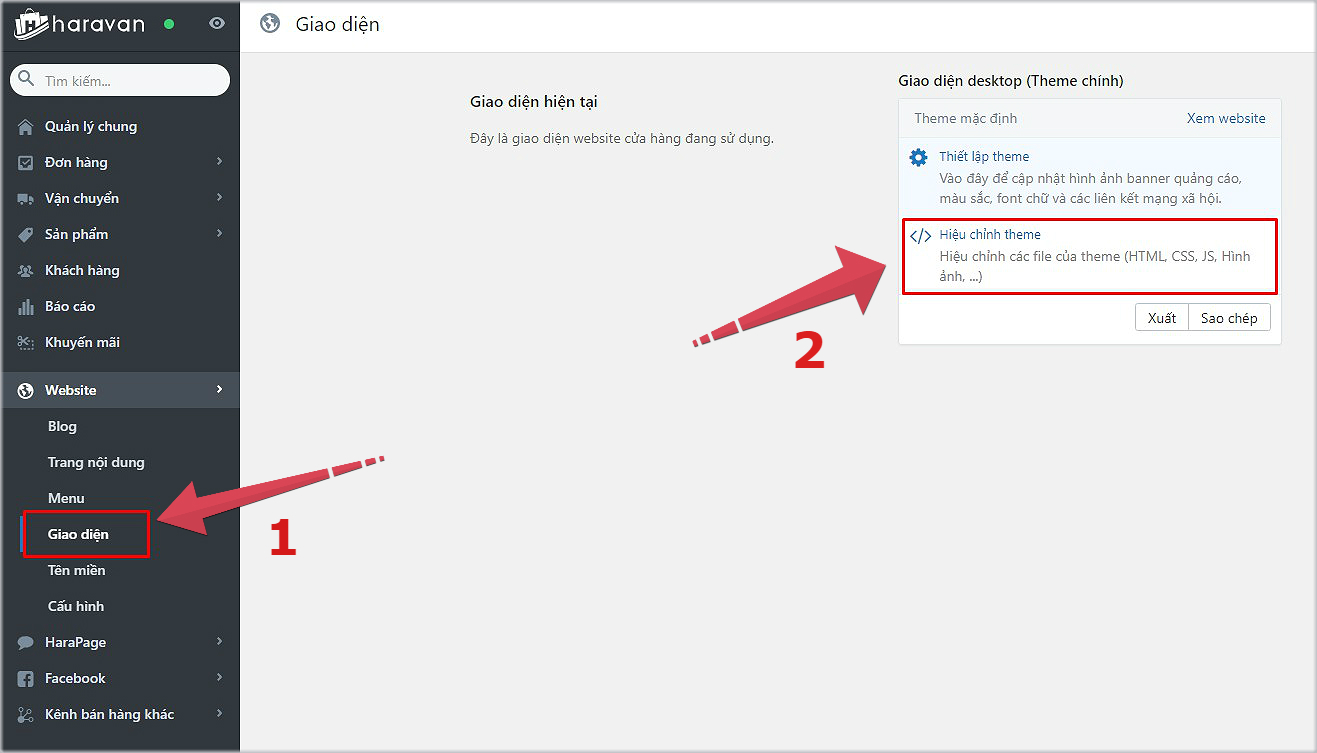 haravan
Giao diện
Tìm kiếm...
Quản lý chung
Đơn hàng
Vận chuyển
Sản phẩm
Khách hàng
Báo cáo
Khuyến mãi
Website
Blog
Trang nội dung
Menu
Giao diện
Tên miền
Cấu hình
HaraPage
Facebook
Kênh bán hàng khác
1
Giao diện hiện tại
Đây là giao diện website cửa hàng đang sử dụng.
Giao diện desktop (Theme chính)
Theme mặc định Xem website
Thiết lập theme
Vào đây để cập nhật hình ảnh banner quảng cáo,
màu sắc, font chữ và các liên kết mạng xã hội.
</> Hiệu chỉnh theme
Hiệu chỉnh các file của theme (HTML, CSS, JS, Hình
ảnh, ...)
Xuất Sao chép
2